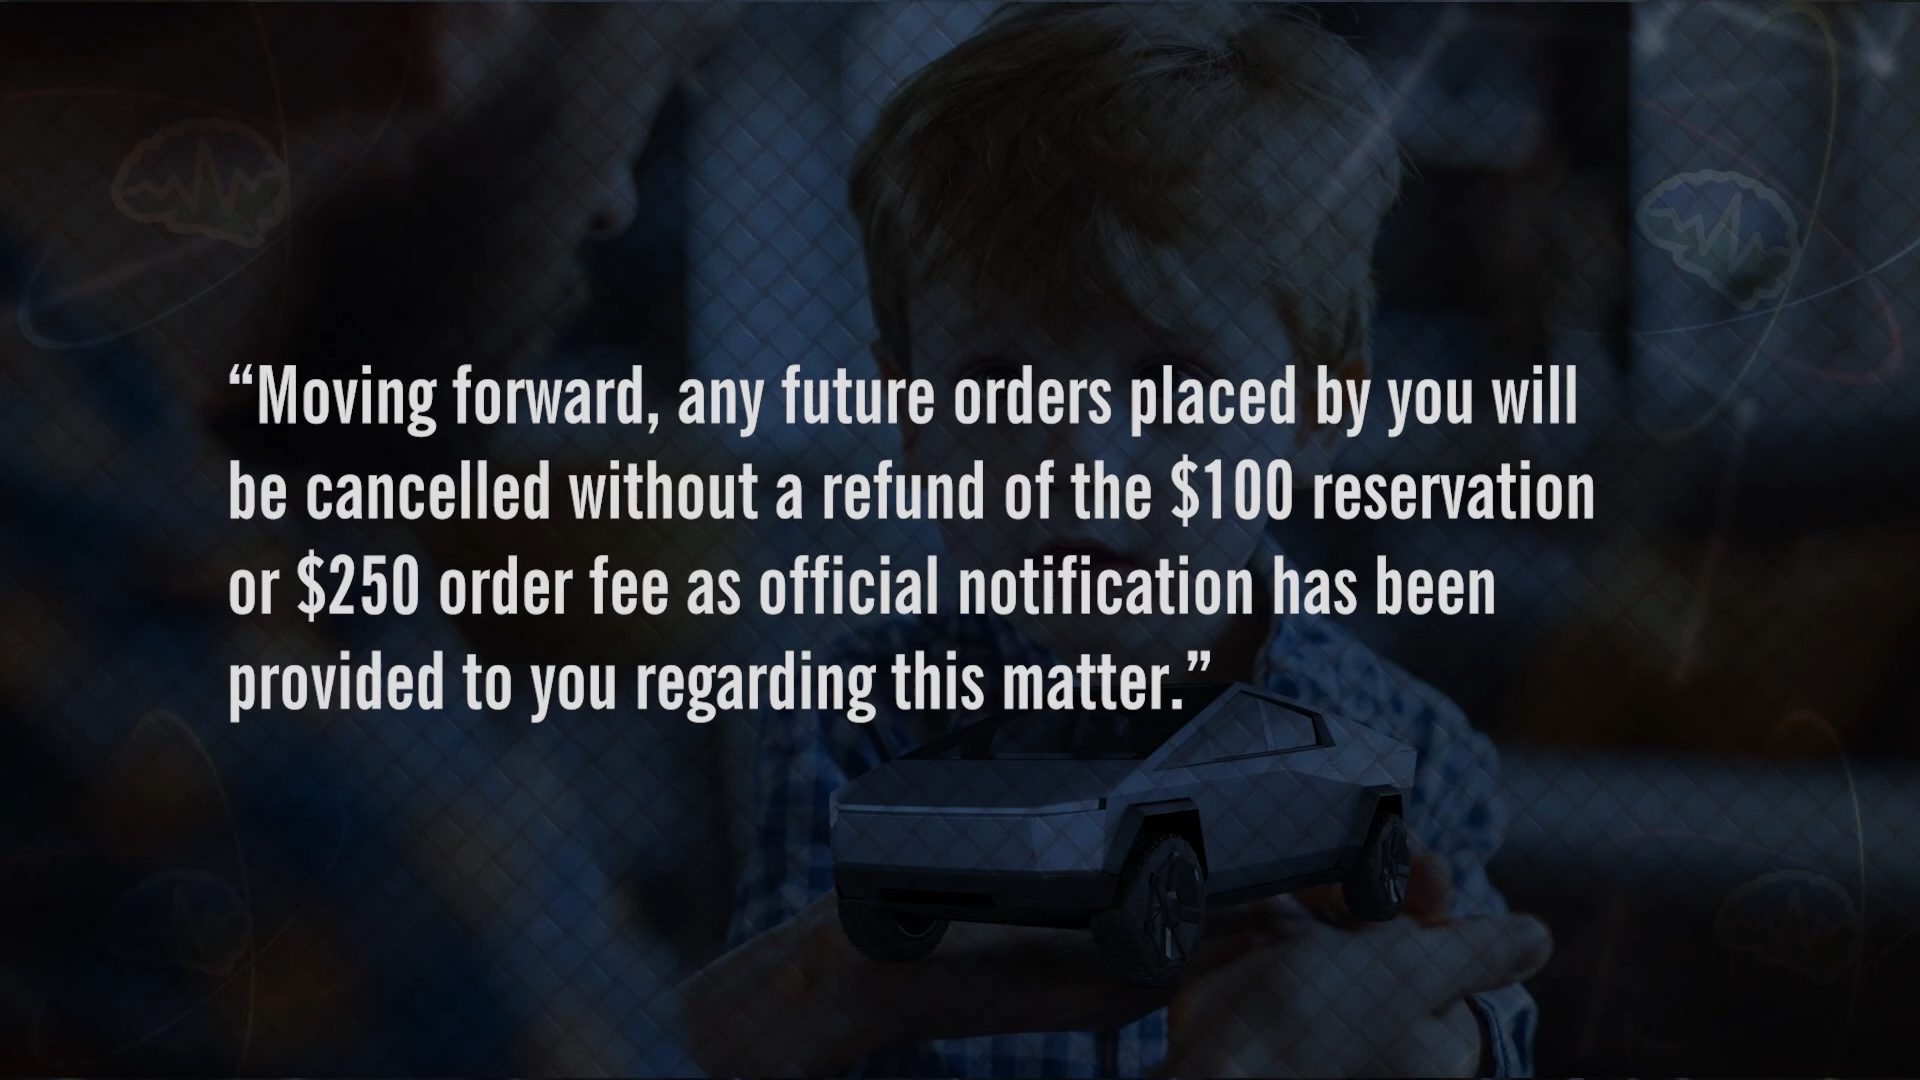 “Moving forward, any future orders placed by you will
be cancelled without a refund of the $100 reservation
or $250 order fee as official notification has been
provided to you regarding this matter.”